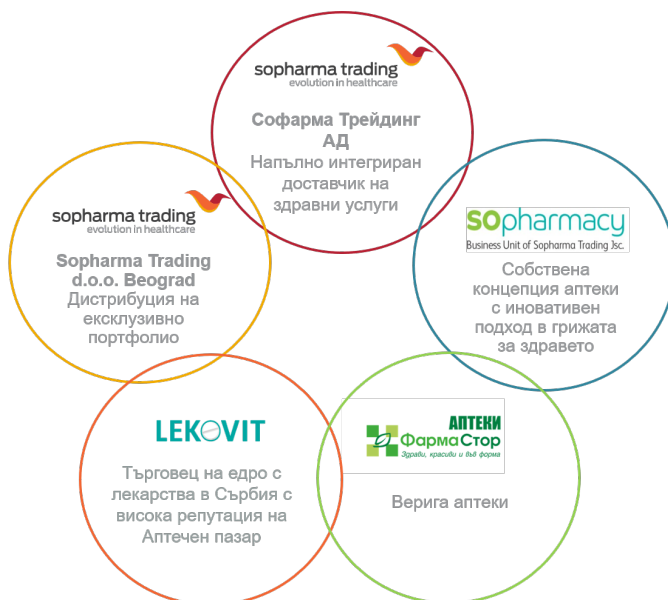 sopharma trading
evolution in healthcare
Софарма Трейдинг
АД
Напълно интегриран
доставчик на
здравни услуги
sopharma trading
evolution in healthcare
Sopharma Trading
d.o.o. Beograd
Дистрибуция на
ексклузивно
портфолио
SOpharmacy
Business Unit of Sopharma Trading Jsc.
Собствена
концепция аптеки
с иновативен
подход в грижата
за здравето
LEKOVIT
Търговец на едро с
лекарства в Сърбия с
висока репутация на
Аптечен пазар
АПТЕКИ
ФармаСтор
Здрави, красиви и във форма
Верига аптеки